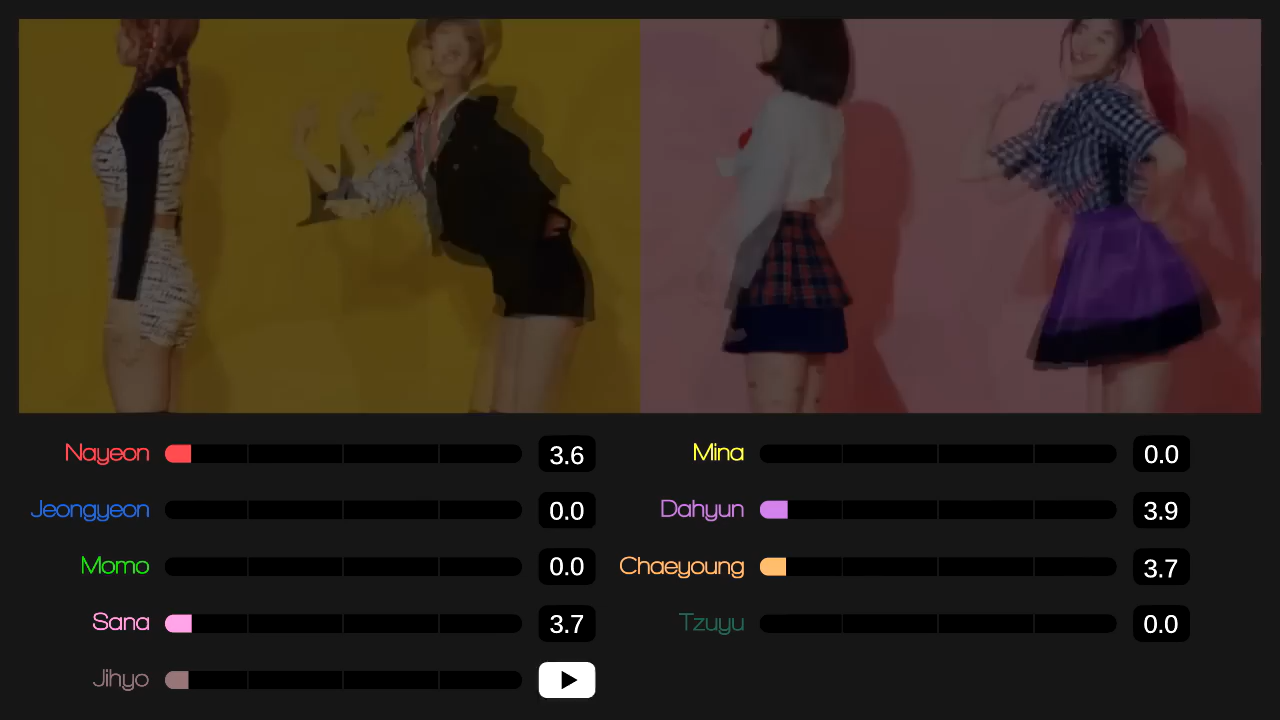 Nayeon 3.6
Jeongyeon 0.0
Momo 0.0
Sana 3.7
Jihyo
Mina 0.0
Dahyun 3.9
Chaeyoung 3.7
Tzuyu 0.0